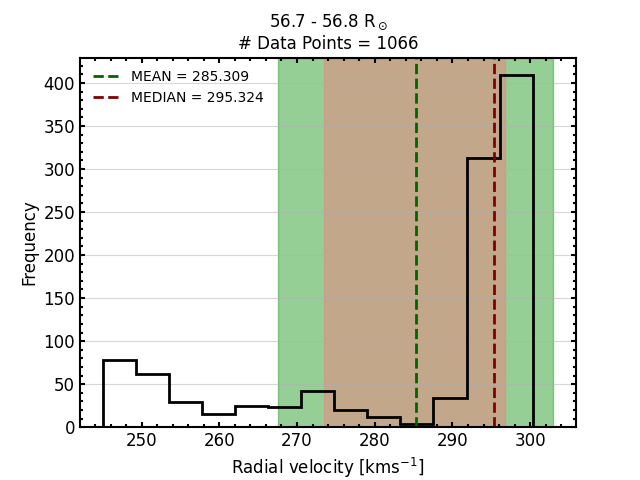 56.7 - 56.8 R⊙
# Data Points = 1066
MEAN = 285.309
MEDIAN = 295.324
Frequency
400
350
300
250
200
150
100
50
0
250 260 270 280 290 300
Radial velocity [kms⁻¹]